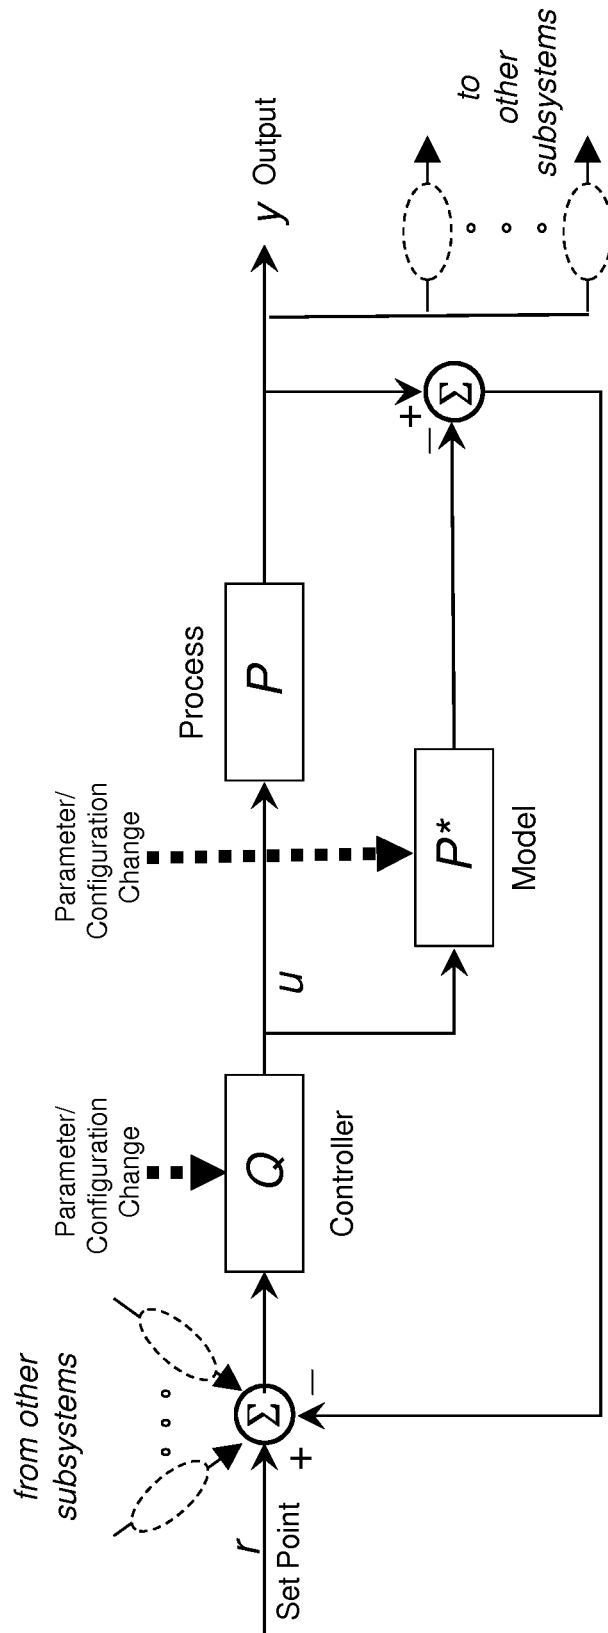 from other
subsystems
r
Set Point
+
Σ
−
Parameter/
Configuration
Change
Q
Controller
u
Parameter/
Configuration
Change
Process
P
P*
Model
+
−
Σ
y Output
to
other
subsystems